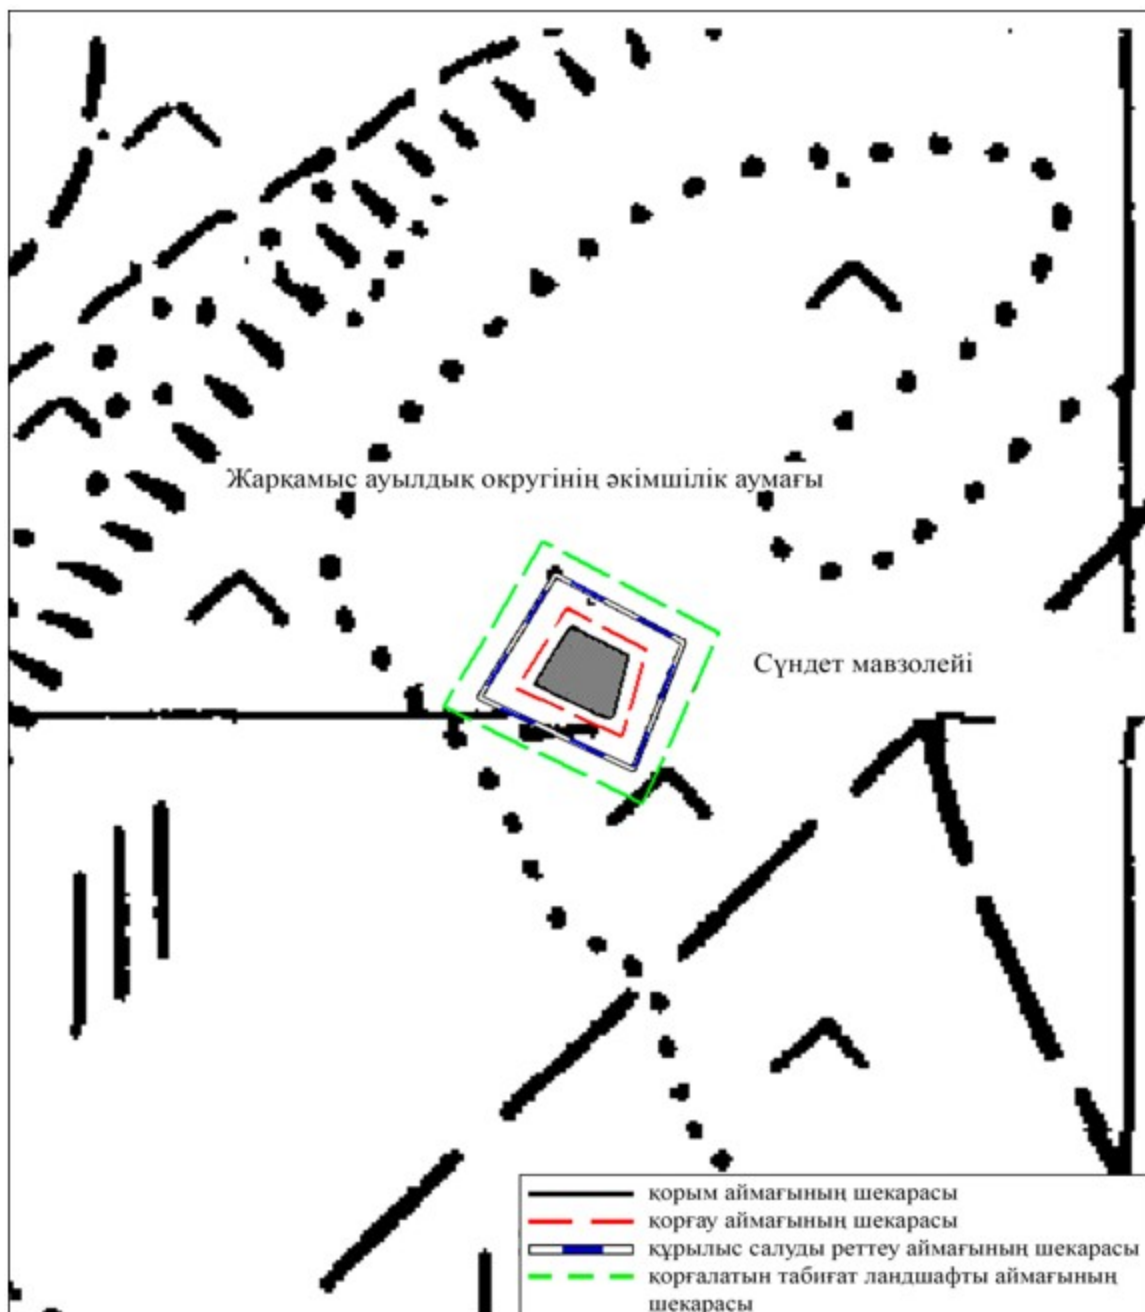 Жарқамыс ауылдық округінің әкімшілік аумағы
Сүндет мавзолейі
қорым аймағының шекарасы
қорғау аймағының шекарасы
құрылыс салуды реттеу аймағының шекарасы
қорғалатын табиғат ландшафты аймағының
шекарасы